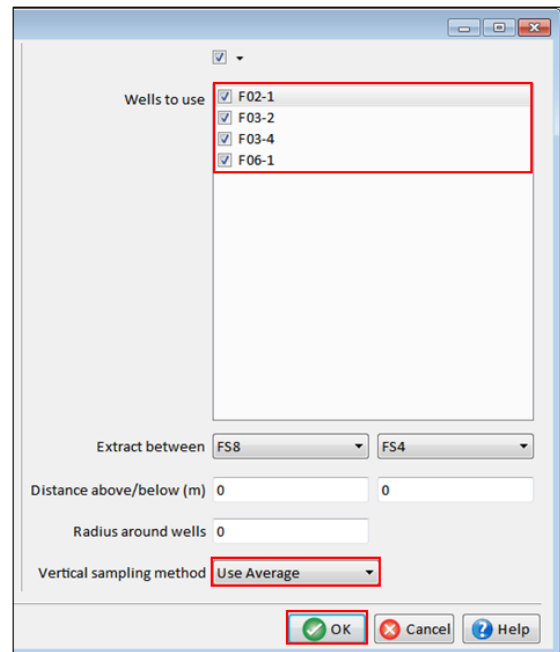 Wells to use
F02-1
F03-2
F03-4
F06-1
Extract between FS8 FS4
Distance above/below (m) 0 0
Radius around wells 0
Vertical sampling method Use Average
OK Cancel Help